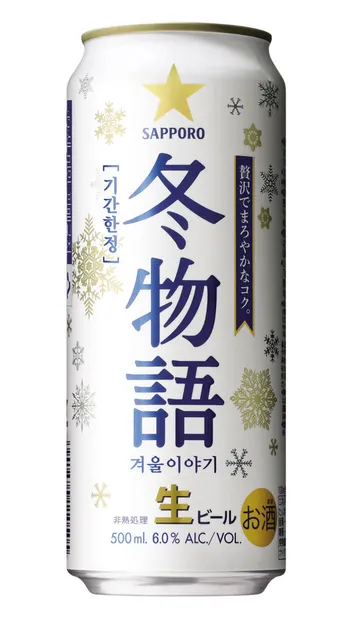 SAPPORO
[기간한정]
冬物語
贅沢でまろやかなコク。
겨울이야기
非熱処理
生ビール
お酒
500ml. 6.0% ALC./VOL.